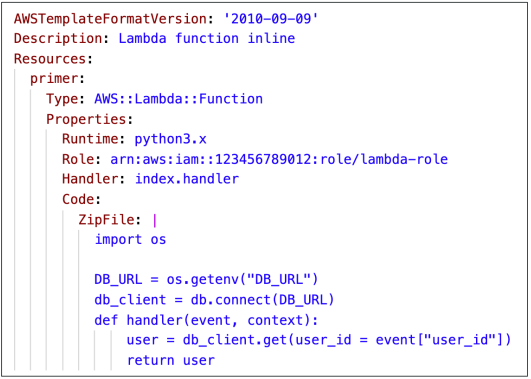 AWSTemplateFormatVersion: '2010-09-09'
Description: Lambda function inline
Resources:
  primer:
    Type: AWS::Lambda::Function
    Properties:
      Runtime: python3.x
      Role: arn:aws:iam::123456789012:role/lambda-role
      Handler: index.handler
      Code:
        ZipFile: |
          import os

          DB_URL = os.getenv("DB_URL")
          db_client = db.connect(DB_URL)
          def handler(event, context):
              user = db_client.get(user_id = event["user_id"])
              return user